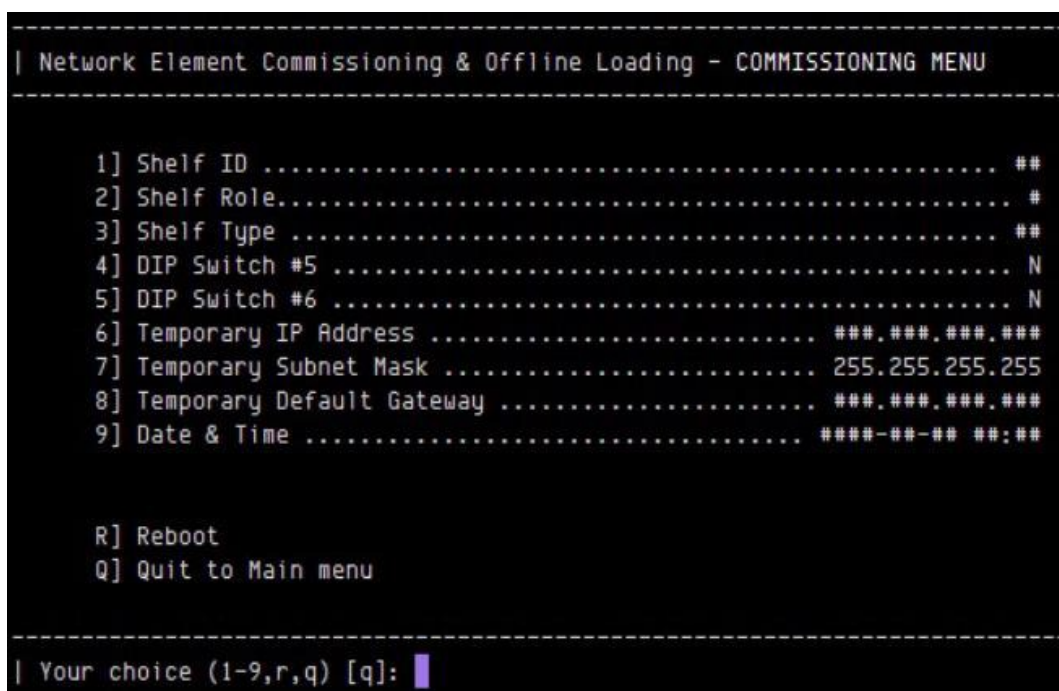 | Network Element Commissioning & Offline Loading - COMMISSIONING MENU
1] Shelf ID ..................................................... ##
2] Shelf Role..................................................... #
3] Shelf Type ................................................... ##
4] DIP Switch #5 ................................................. N
5] DIP Switch #6 ................................................. N
6] Temporary IP Address ............................ ###.###.###.###
7] Temporary Subnet Mask ........................... 255.255.255.255
8] Temporary Default Gateway ....................... ###.###.###.###
9] Date & Time .................................... ####-##-## ##:##
R] Reboot
Q] Quit to Main menu
| Your choice (1-9,r,q) [q]: